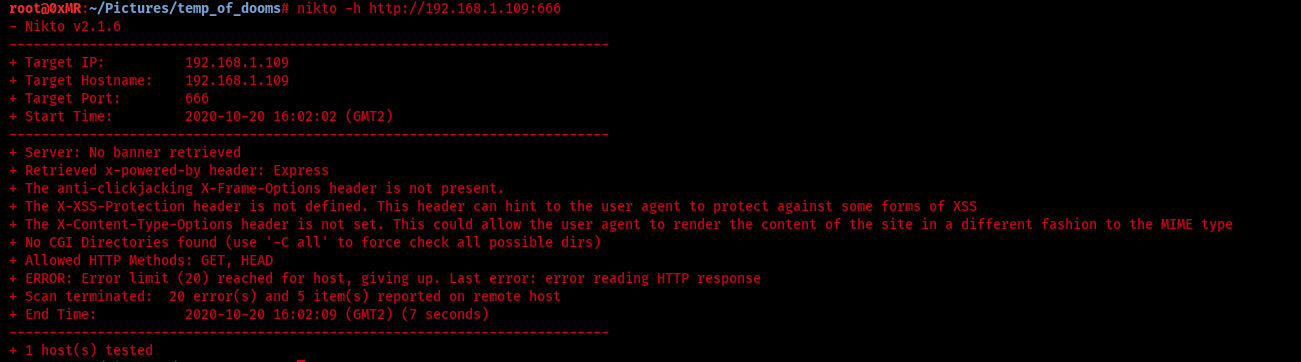 root@0xMR:~/Pictures/temp_of_dooms# nikto -h http://192.168.1.109:666
- Nikto v2.1.6
---------------------------------------------------------------------------
+ Target IP:          192.168.1.109
+ Target Hostname:    192.168.1.109
+ Target Port:        666
+ Start Time:         2020-10-20 16:02:02 (GMT2)
---------------------------------------------------------------------------
+ Server: No banner retrieved
+ Retrieved x-powered-by header: Express
+ The anti-clickjacking X-Frame-Options header is not present.
+ The X-XSS-Protection header is not defined. This header can hint to the user agent to protect against some forms of XSS
+ The X-Content-Type-Options header is not set. This could allow the user agent to render the content of the site in a different fashion to the MIME type
+ No CGI Directories found (use '-C all' to force check all possible dirs)
+ Allowed HTTP Methods: GET, HEAD
+ ERROR: Error limit (20) reached for host, giving up. Last error: error reading HTTP response
+ Scan terminated:  20 error(s) and 5 item(s) reported on remote host
+ End Time:           2020-10-20 16:02:09 (GMT2) (7 seconds)
---------------------------------------------------------------------------
+ 1 host(s) tested